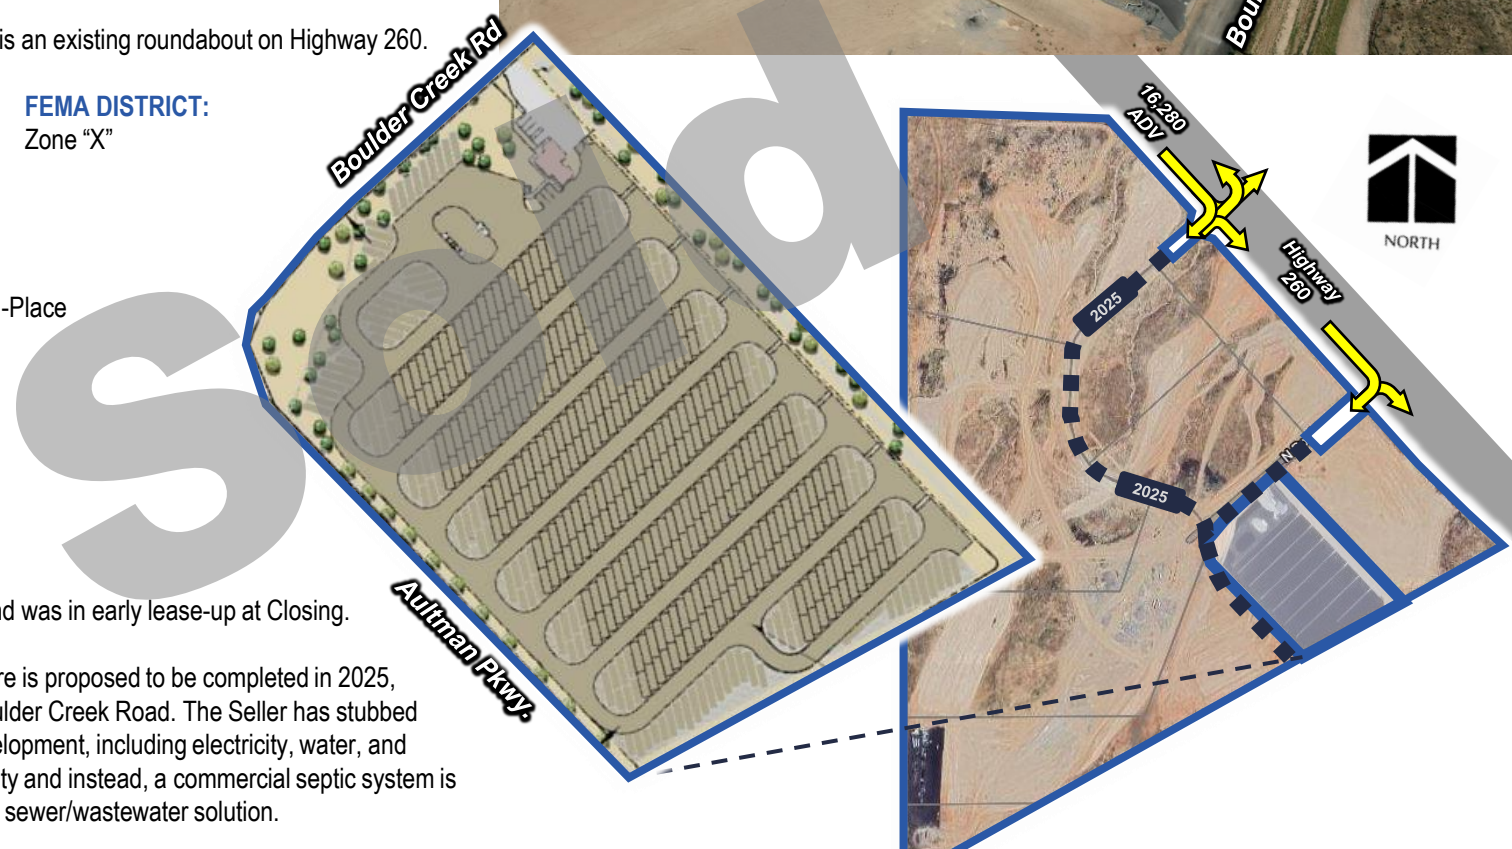 is an existing roundabout on Highway 260.
FEMA DISTRICT:
Zone “X”
-Place
nd was in early lease-up at Closing.
re is proposed to be completed in 2025,
ulder Creek Road. The Seller has stubbed
elopment, including electricity, water, and
ty and instead, a commercial septic system is
sewer/wastewater solution.
Sold
Boulder Creek Rd
Aultman Pkwy.
Bou
16,280
ADV
Highway
260
2025
2025
N
NORTH